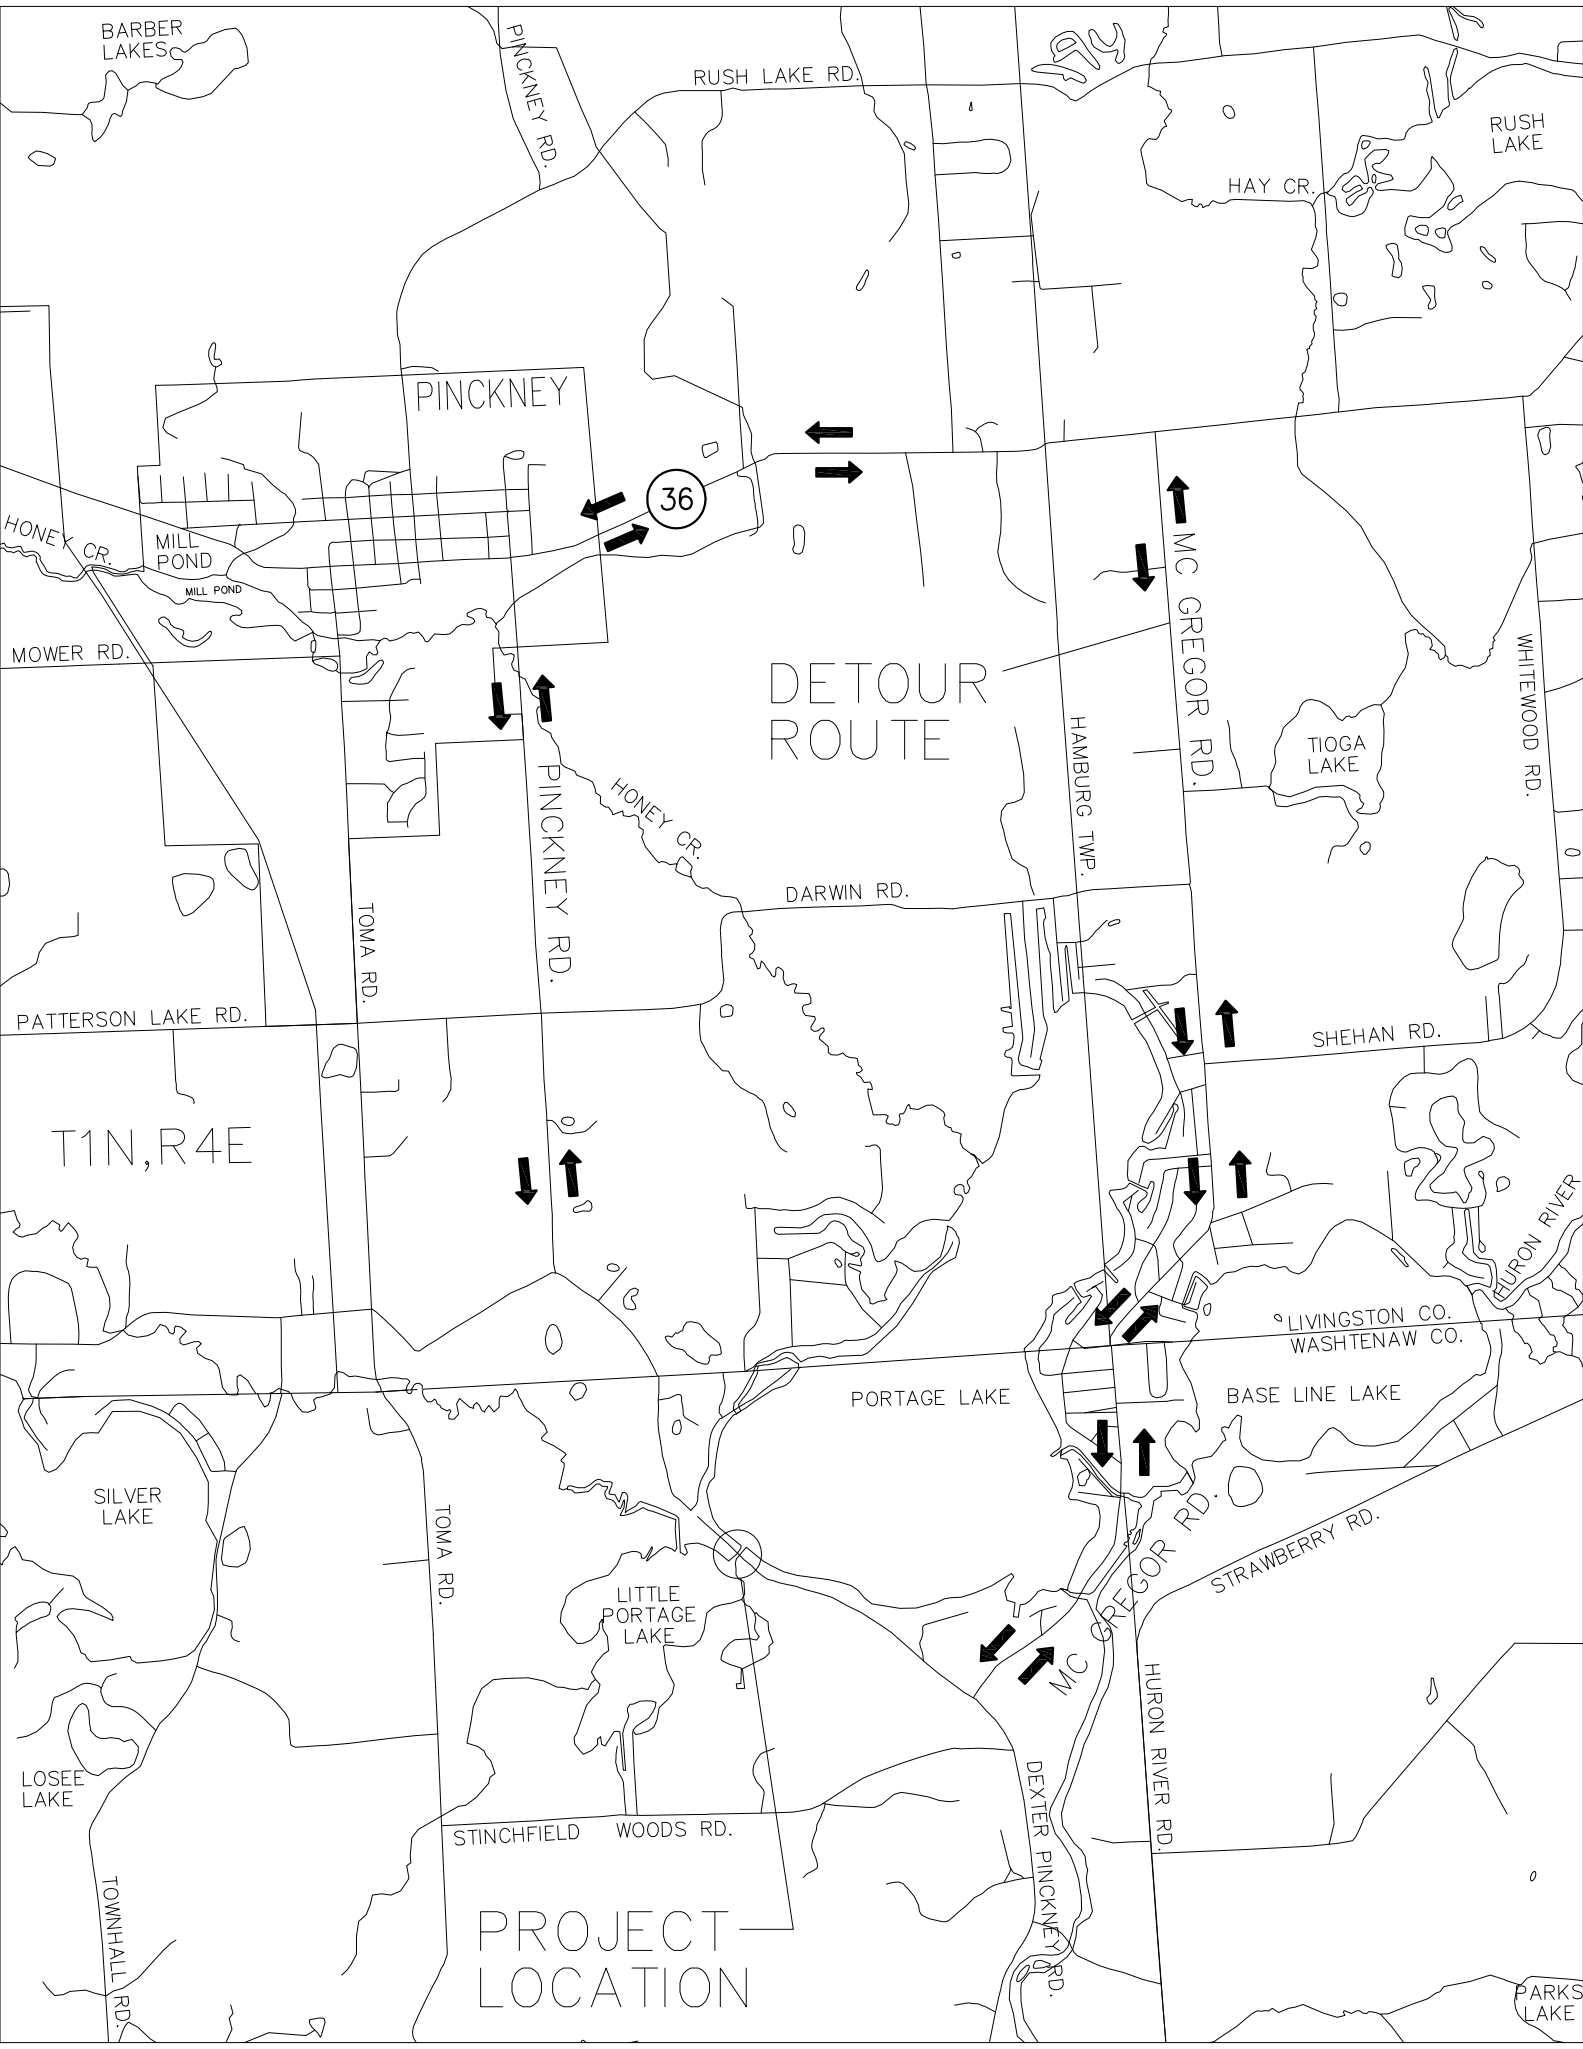 BARBER
LAKES
PINCKNEY RD.
RUSH LAKE RD.
RUSH
LAKE
HAY CR.
PINCKNEY
36
HONEY CR.
MILL
POND
MILL POND
MOWER RD.
MC GREGOR RD.
DETOUR
ROUTE
WHITEWOOD RD.
HAMBURG TWP.
TIOGA
LAKE
PINCKNEY RD.
HONEY CR.
DARWIN RD.
TOMA RD.
PATTERSON LAKE RD.
SHEHAN RD.
T1N,R4E
HURON RIVER
LIVINGSTON CO.
WASHTENAW CO.
PORTAGE LAKE
BASE LINE LAKE
SILVER
LAKE
TOMA RD.
MC GREGOR RD.
STRAWBERRY RD.
LITTLE
PORTAGE
LAKE
HURON RIVER RD.
LOSEE
LAKE
DEXTER PINCKNEY RD.
STINCHFIELD WOODS RD.
TOWNHALL RD.
PROJECT
LOCATION
PARKS
LAKE